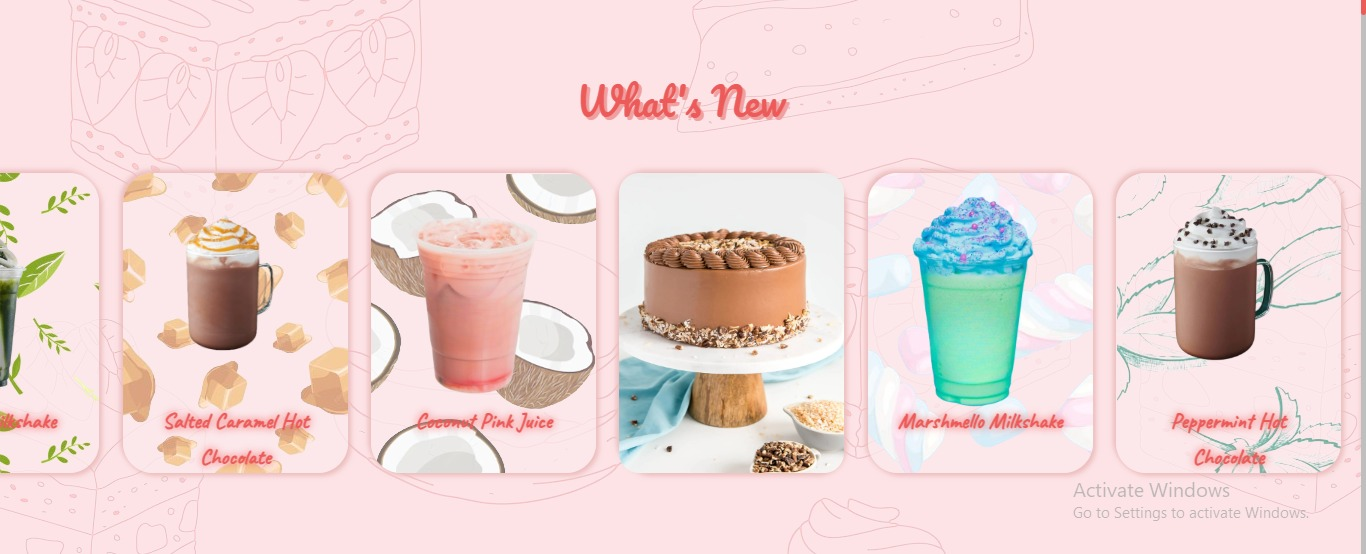 What's New
Salted Caramel Hot
Chocolate
Coconut Pink Juice
Marshmello Milkshake
Peppermint Hot
Chocolate
Activate Windows
Go to Settings to activate Windows.